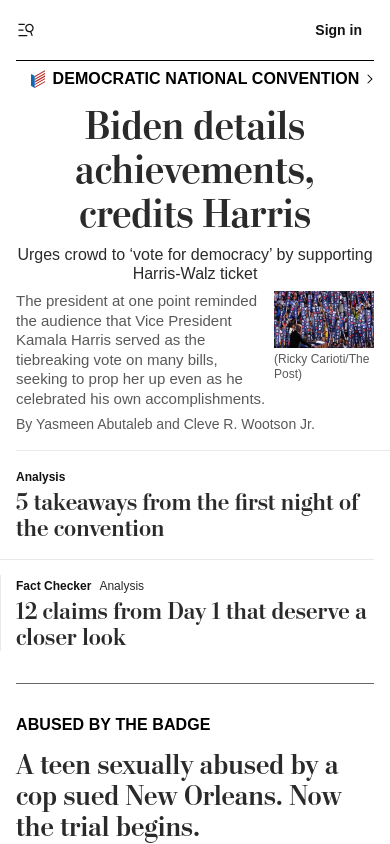 Sign in
DEMOCRATIC NATIONAL CONVENTION
Biden details
achievements,
credits Harris
Urges crowd to ‘vote for democracy’ by supporting
Harris-Walz ticket
The president at one point reminded
the audience that Vice President
Kamala Harris served as the
tiebreaking vote on many bills,
seeking to prop her up even as he
celebrated his own accomplishments.
(Ricky Carioti/The
Post)
By Yasmeen Abutaleb and Cleve R. Wootson Jr.
Analysis
5 takeaways from the first night of
the convention
Fact Checker Analysis
12 claims from Day 1 that deserve a
closer look
ABUSED BY THE BADGE
A teen sexually abused by a
cop sued New Orleans. Now
the trial begins.